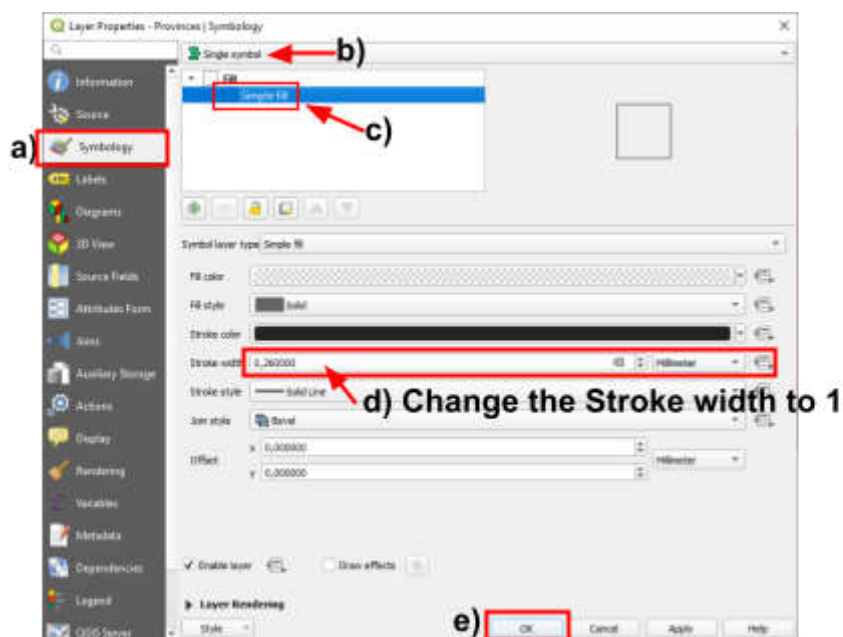 Layer Properties - Provinces | Symbology
Single symbol
b)
Information
Fill
Simple fill
Source
c)
a)
Symbology
Labels
Diagrams
3D View
Symbol layer type Simple fill
Source Fields
Fill color
Attributes Form
Fill style
Solid
Joins
Stroke color
Auxiliary Storage
Stroke width 0,260000
Millimeter
Actions
Stroke style
Solid Line
d) Change the Stroke width to 1
Display
Join style
Bevel
Rendering
Offset
x 0,000000
y 0,000000
Millimeter
Variables
Metadata
Dependencies
Enable layer
Draw effects
Legend
Layer Rendering
QGIS Server
Style
e)
OK
Cancel
Apply
Help